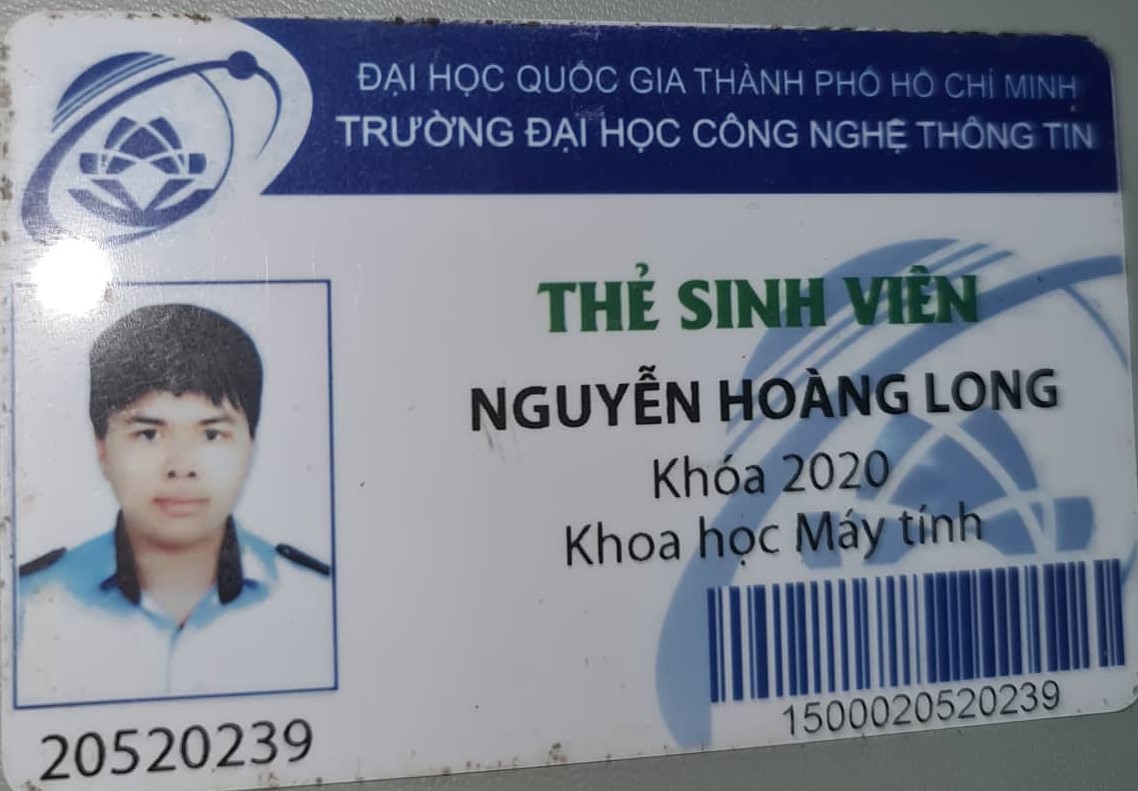 ĐẠI HỌC QUỐC GIA THÀNH PHỐ HỒ CHÍ MINH
TRƯỜNG ĐẠI HỌC CÔNG NGHỆ THÔNG TIN
THẺ SINH VIÊN
NGUYỄN HOÀNG LONG
Khóa 2020
Khoa học Máy tính
1500020520239
20520239